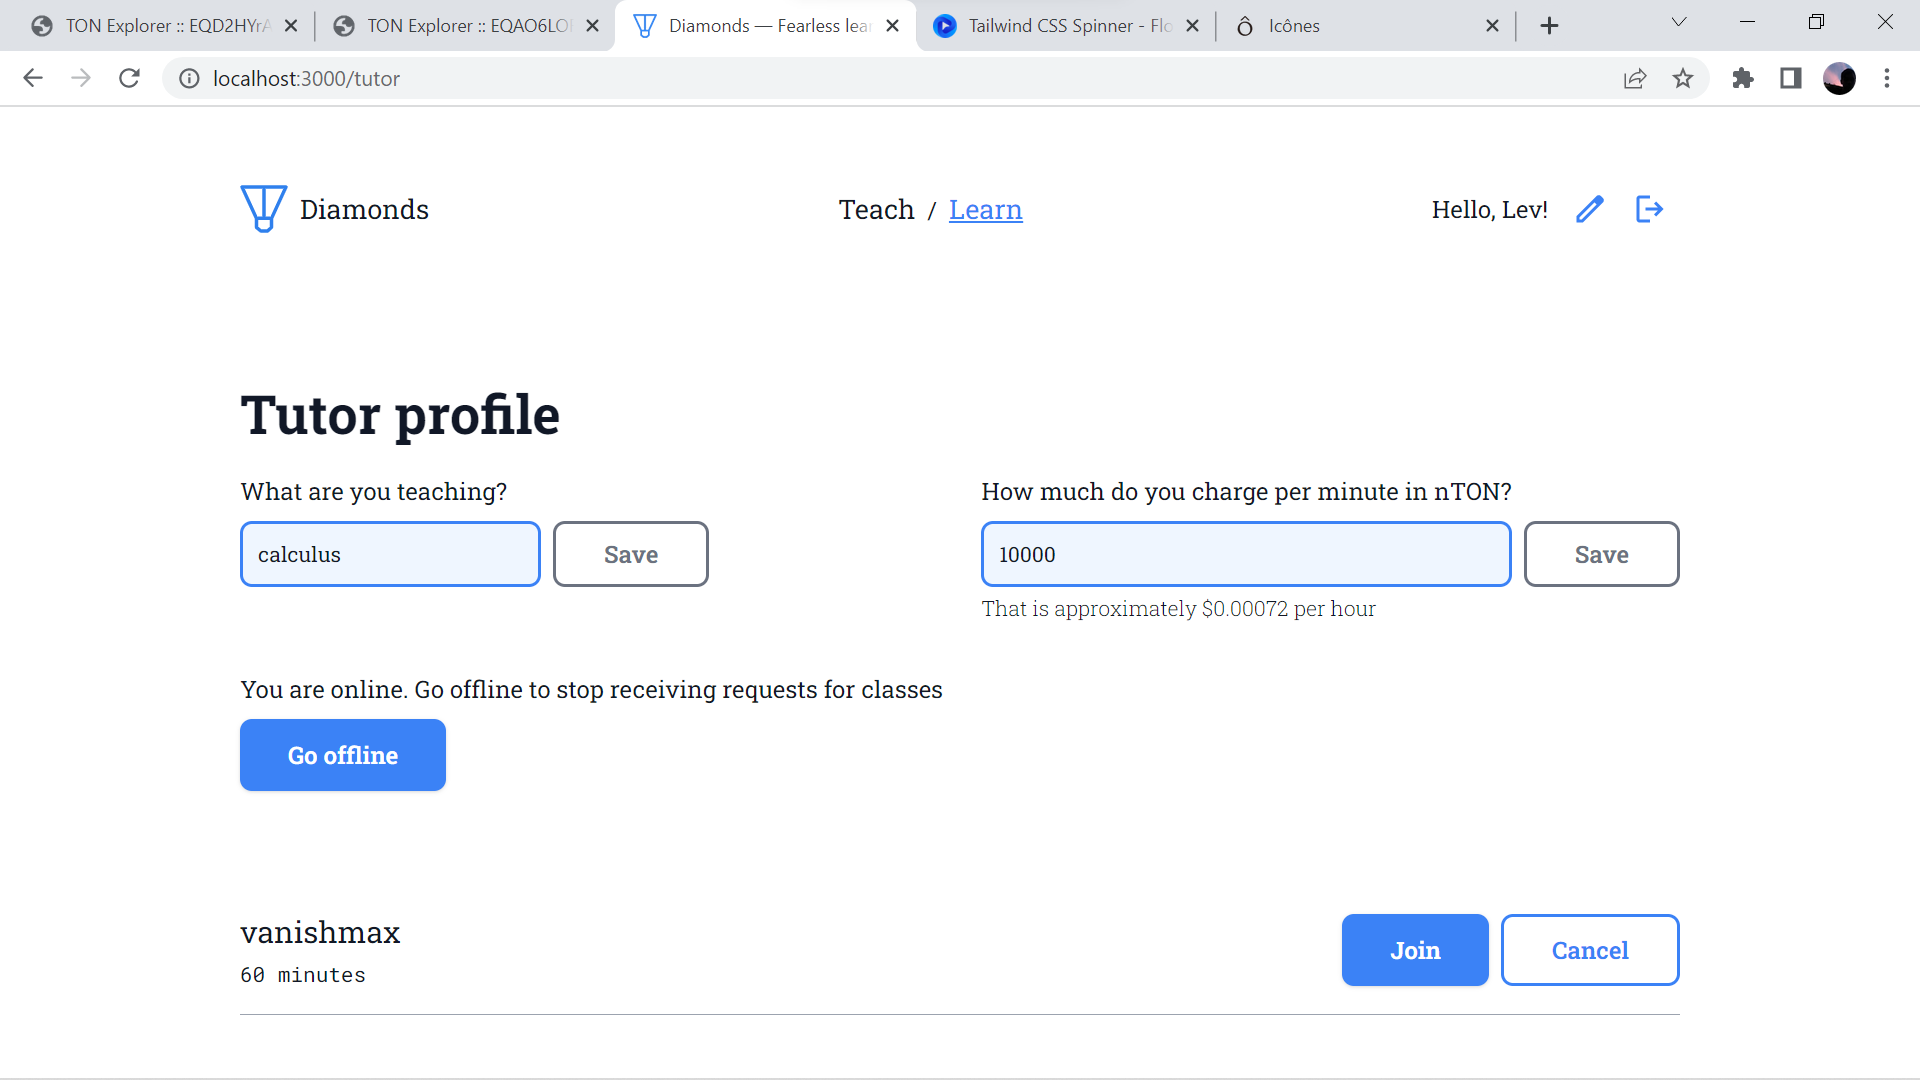 TON Explorer :: EQD2HYrA
TON Explorer :: EQAO6LO
Diamonds — Fearless lear
Tailwind CSS Spinner - Flo
Icônes
localhost:3000/tutor
Diamonds
Teach / Learn
Hello, Lev!
Tutor profile
What are you teaching?
calculus
Save
How much do you charge per minute in nTON?
10000
Save
That is approximately $0.00072 per hour
You are online. Go offline to stop receiving requests for classes
Go offline
vanishmax
60 minutes
Join
Cancel